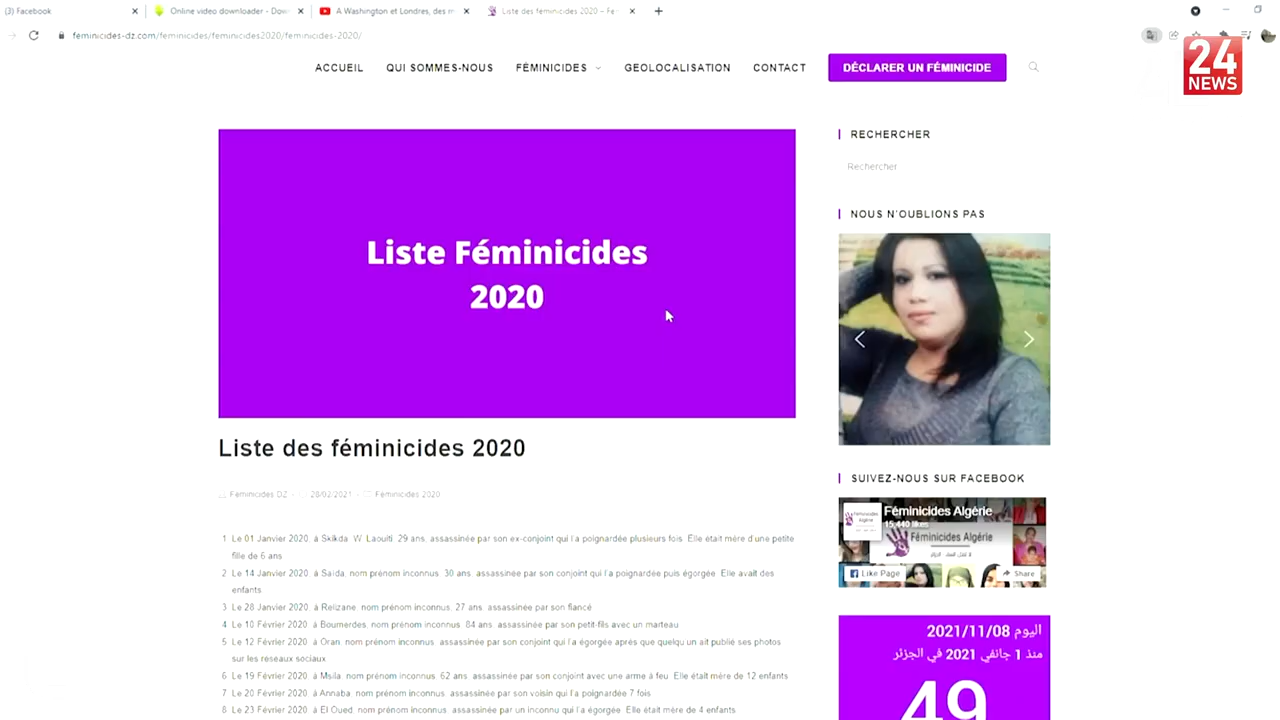 (3) Facebook
Online video downloader - Dow
A Washington et Londres, des m
Liste des féminicides 2020 – Fé
feminicides-dz.com/feminicides/feminicides2020/feminicides-2020/
24
NEWS
ACCUEIL QUI SOMMES-NOUS FÉMINICIDES GEOLOCALISATION CONTACT DÉCLARER UN FÉMINICIDE
Liste Féminicides
2020
Liste des féminicides 2020
Féminicides DZ - 28/02/2021 - Féminicides 2020
1 Le 01 Janvier 2020, à Skikda, W. Laouiti, 29 ans, assassinée par son ex-conjoint qui l'a poignardée plusieurs fois. Elle était mère d'une petite
fille de 6 ans
2 Le 14 Janvier 2020, à Saida, nom prénom inconnus, 30 ans, assassinée par son conjoint qui l'a poignardée puis égorgée. Elle avait des
enfants
3 Le 28 Janvier 2020, à Relizane, nom prénom inconnus, 27 ans, assassinée par son fiancé
4 Le 10 Février 2020, à Boumerdes, nom prénom inconnus, 84 ans, assassinée par son petit-fils avec un marteau
5 Le 12 Février 2020, à Oran, nom prénom inconnus, assassinée par son conjoint qui l'a égorgée après que quelqu'un ait publié ses photos
sur les réseaux sociaux
6 Le 19 Février 2020, à Msila, nom prénom inconnus, 62 ans, assassinée par son conjoint avec une arme à feu. Elle était mère de 12 enfants
7 Le 20 Février 2020, à Annaba, nom prénom inconnus, assassinée par son voisin qui l'a poignardée 7 fois
8 Le 23 Février 2020, à El Oued, nom prénom inconnus, assassinée par un inconnu qui l'a égorgée. Elle était mère de 4 enfants
RECHERCHER
Rechercher
NOUS N'OUBLIONS PAS
SUIVEZ-NOUS SUR FACEBOOK
Féminicides Algérie
15,440 likes
Féminicides Algérie
Like Page
Share
اليوم 2021/11/08
منذ 1 جانفي 2021 في الجزائر
49